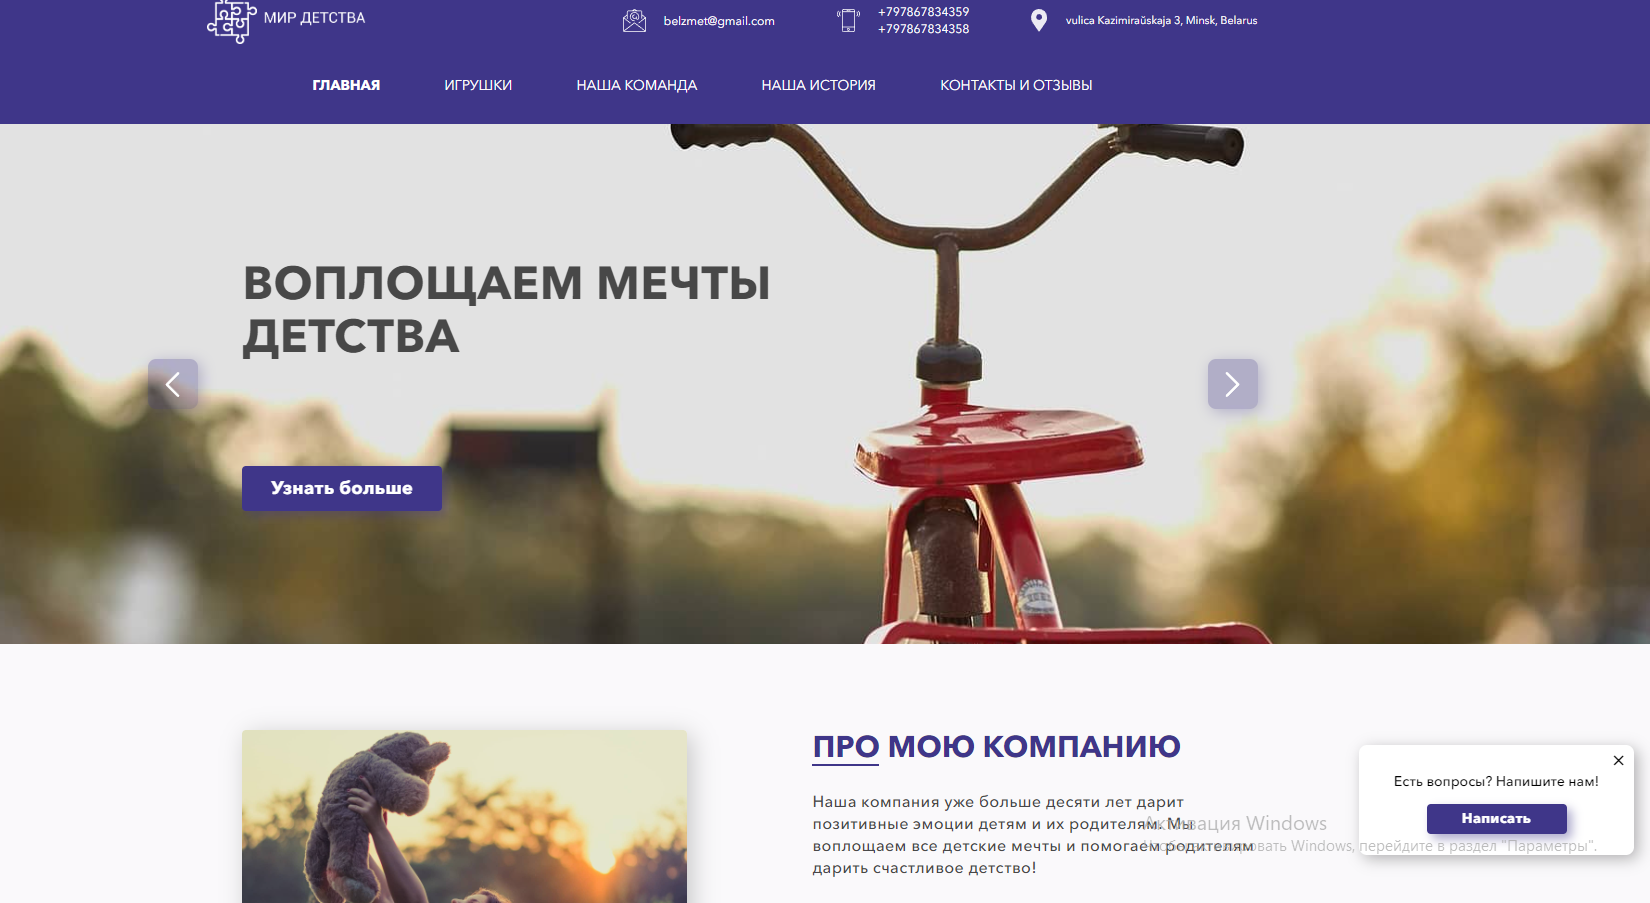 МИР ДЕТСТВА
belzmet@gmail.com
+797867834359
+797867834358
vulica Kazimiraŭskaja 3, Minsk, Belarus
ГЛАВНАЯ ИГРУШКИ НАША КОМАНДА НАША ИСТОРИЯ КОНТАКТЫ И ОТЗЫВЫ
ВОПЛОЩАЕМ МЕЧТЫ
ДЕТСТВА
Узнать больше
ПРО МОЮ КОМПАНИЮ
Наша компания уже больше десяти лет дарит
позитивные эмоции детям и их родителям. Мы
воплощаем все детские мечты и помогаем родителям
дарить счастливое детство!
Есть вопросы? Напишите нам!
Написать
Активация Windows
Windows, перейдите в раздел "Параметры".